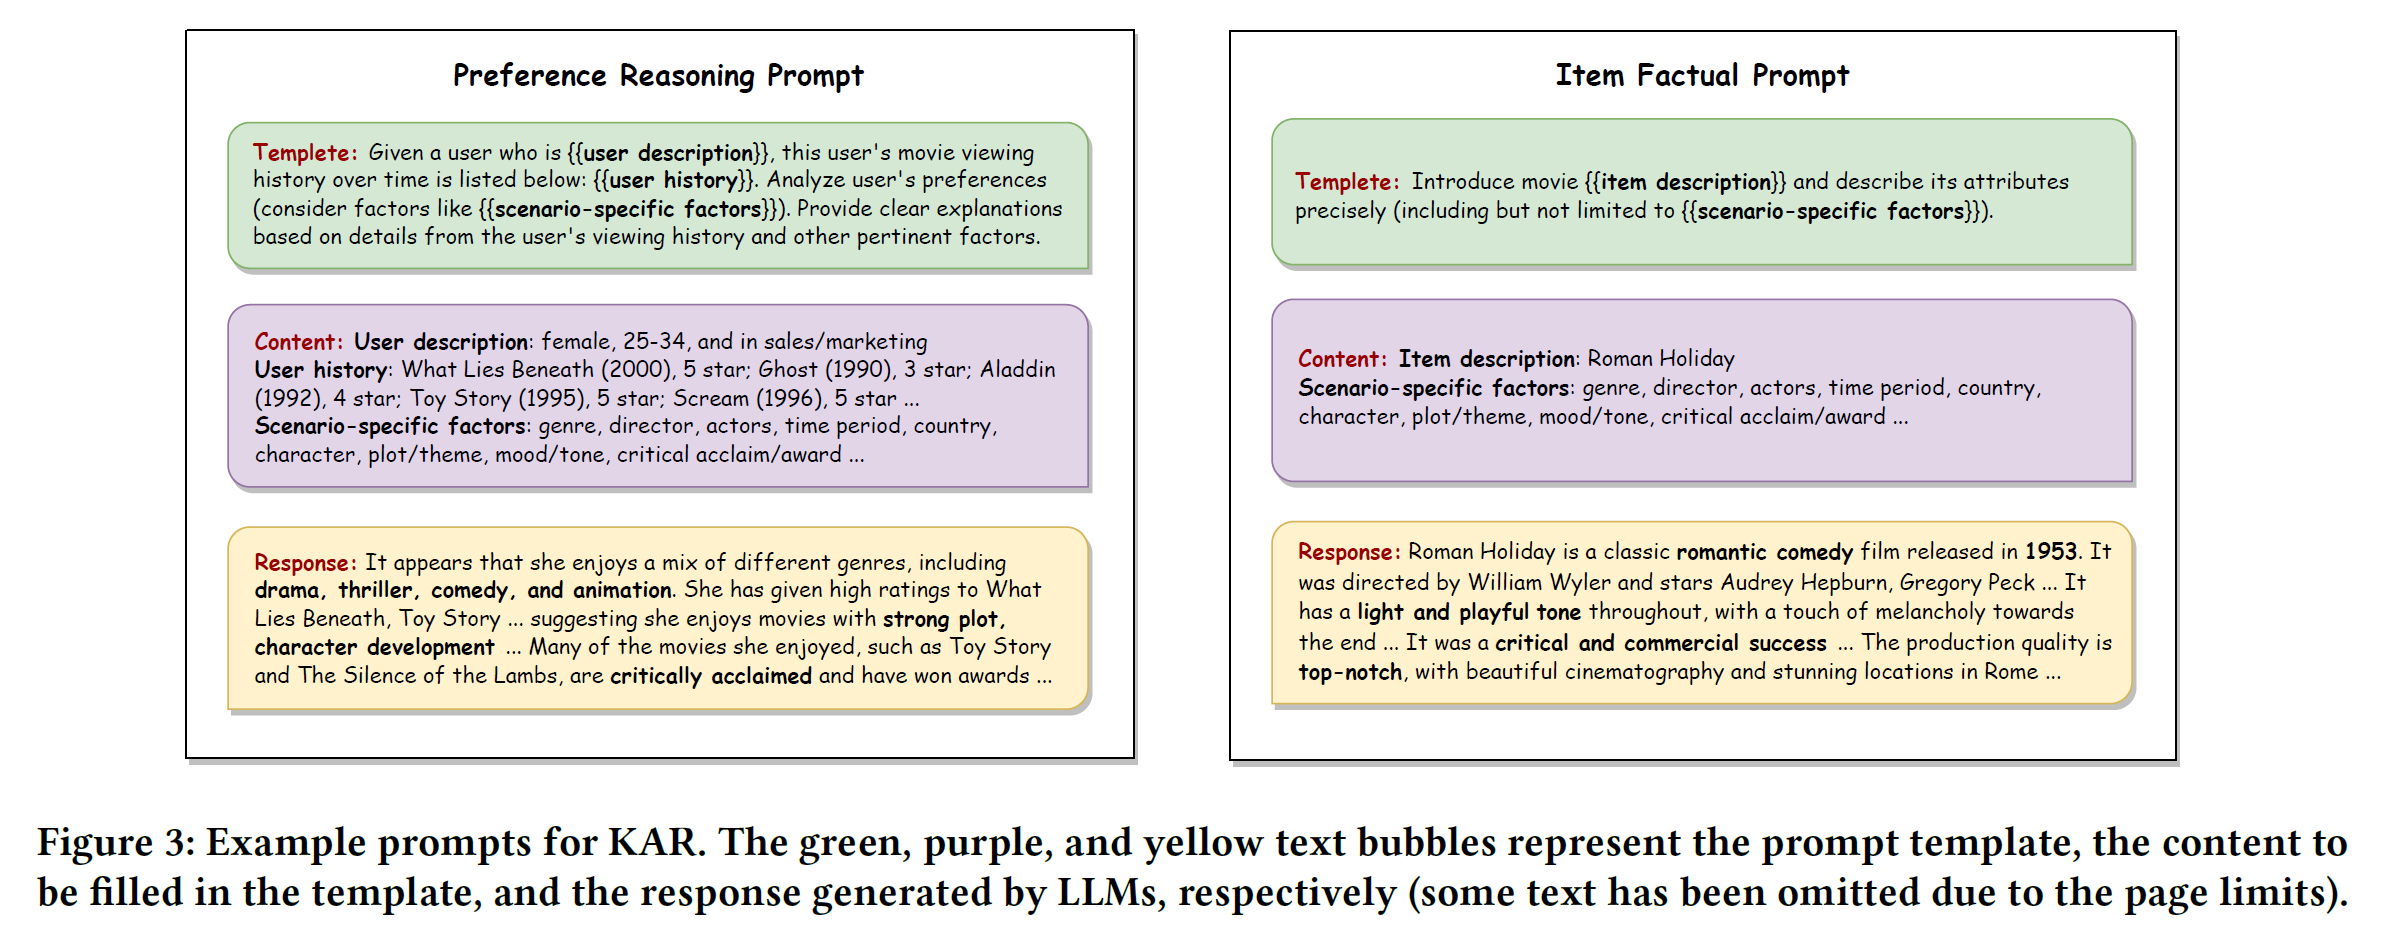 Preference Reasoning Prompt
Templete: Given a user who is {{user description}}, this user's movie viewing
history over time is listed below: {{user history}}. Analyze user's preferences
(consider factors like {{scenario-specific factors}}). Provide clear explanations
based on details from the user's viewing history and other pertinent factors.
Content: User description: female, 25-34, and in sales/marketing
User history: What Lies Beneath (2000), 5 star; Ghost (1990), 3 star; Aladdin
(1992), 4 star; Toy Story (1995), 5 star; Scream (1996), 5 star ...
Scenario-specific factors: genre, director, actors, time period, country,
character, plot/theme, mood/tone, critical acclaim/award ...
Response: It appears that she enjoys a mix of different genres, including
drama, thriller, comedy, and animation. She has given high ratings to What
Lies Beneath, Toy Story ... suggesting she enjoys movies with strong plot,
character development ... Many of the movies she enjoyed, such as Toy Story
and The Silence of the Lambs, are critically acclaimed and have won awards ...
Item Factual Prompt
Templete: Introduce movie {{item description}} and describe its attributes
precisely (including but not limited to {{scenario-specific factors}}).
Content: Item description: Roman Holiday
Scenario-specific factors: genre, director, actors, time period, country,
character, plot/theme, mood/tone, critical acclaim/award ...
Response: Roman Holiday is a classic romantic comedy film released in 1953. It
was directed by William Wyler and stars Audrey Hepburn, Gregory Peck ... It
has a light and playful tone throughout, with a touch of melancholy towards
the end ... It was a critical and commercial success ... The production quality is
top-notch, with beautiful cinematography and stunning locations in Rome ...
Figure 3: Example prompts for KAR. The green, purple, and yellow text bubbles represent the prompt template, the content to
be filled in the template, and the response generated by LLMs, respectively (some text has been omitted due to the page limits).